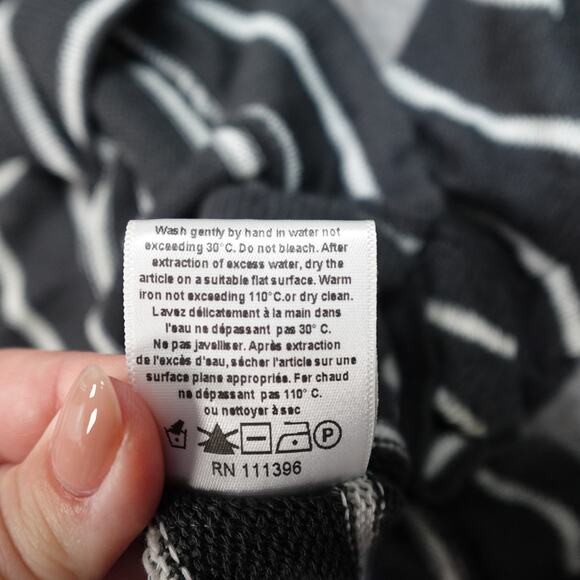 Wash gently by hand in water not
exceeding 30°C. Do not bleach. After
extraction of excess water, dry the
article on a suitable flat surface. Warm
iron not exceeding 110°C.or dry clean.
Lavez délicatement à la main dans
l'eau ne dépassant pas 30° C.
Ne pas javelliser. Après extraction
de l'excès d'eau, sécher l'article sur une
surface plane appropriée. Fer chaud
ne dépassant pas 110° C.
ou nettoyer à sec
P
RN 111396